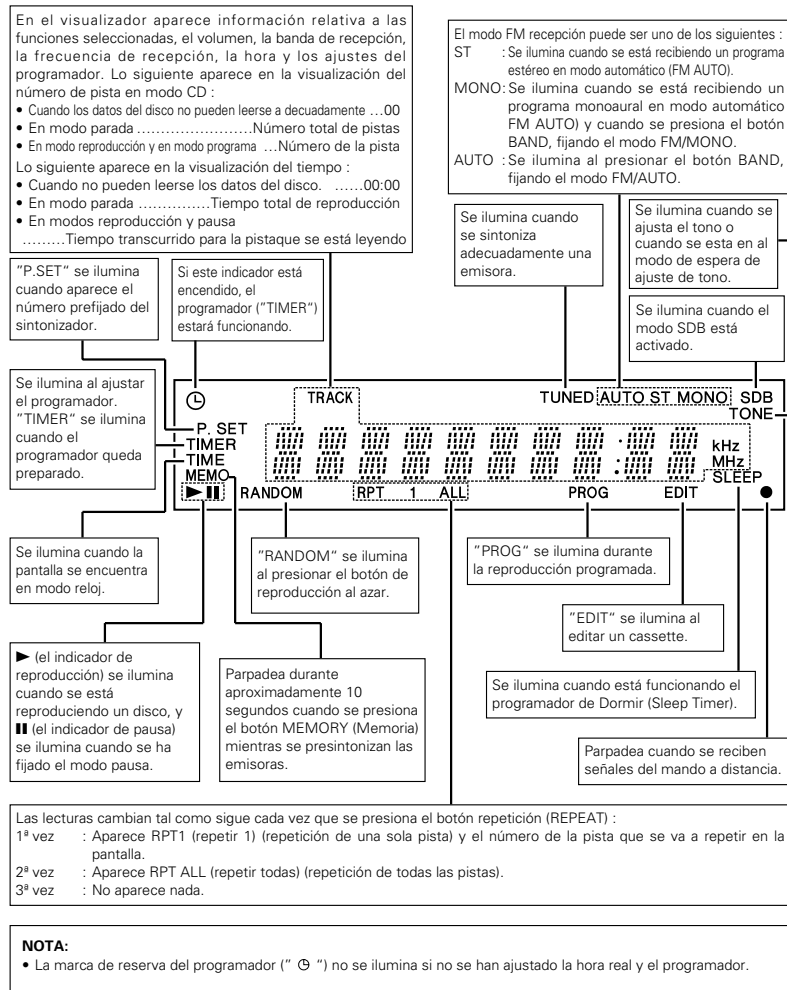 En el visualizador aparece información relativa a las
funciones seleccionadas, el volumen, la banda de recepción,
la frecuencia de recepción, la hora y los ajustes del
programador. Lo siguiente aparece en la visualización del
número de pista en modo CD :
• Cuando los datos del disco no pueden leerse a decuadamente ...00
• En modo parada ........................Número total de pistas
• En modo reproducción y en modo programa ...Número de la pista
Lo siguiente aparece en la visualización del tiempo :
• Cuando no pueden leerse los datos del disco. ......00:00
• En modo parada ...............Tiempo total de reproducción
• En modos reproducción y pausa
.........Tiempo transcurrido para la pistaque se está leyendo
El modo FM recepción puede ser uno de los siguientes :
ST : Se ilumina cuando se está recibiendo un programa
estéreo en modo automático (FM AUTO).
MONO: Se ilumina cuando se está recibiendo un
programa monoaural en modo automático
FM AUTO) y cuando se presiona el botón
BAND, fijando el modo FM/MONO.
AUTO : Se ilumina al presionar el botón BAND,
fijando el modo FM/AUTO.
Se ilumina cuando
se sintoniza
adecuadamente una
emisora.
Se ilumina cuando se
ajusta el tono o
cuando se esta en al
modo de espera de
ajuste de tono.
"P.SET" se ilumina
cuando aparece el
número prefijado del
sintonizador.
Si este indicador está
encendido, el
programador ("TIMER")
estará funcionando.
Se ilumina cuando el
modo SDB está
activado.
Se ilumina al ajustar
el programador.
"TIMER" se ilumina
cuando el
programador queda
preparado.
TRACK TUNED AUTO ST MONO SDB
TONE
P. SET
TIMER
TIME
MEMO
kHz
MHz
SLEEP
►II RANDOM RPT 1 ALL PROG EDIT ●
Se ilumina cuando la
pantalla se encuentra
en modo reloj.
"RANDOM" se ilumina
al presionar el botón de
reproducción al azar.
"PROG" se ilumina durante
la reproducción programada.
"EDIT" se ilumina al
editar un cassette.
► (el indicador de
reproducción) se ilumina
cuando se está
reproduciendo un disco, y
II (el indicador de pausa)
se ilumina cuando se ha
fijado el modo pausa.
Parpadea durante
aproximadamente 10
segundos cuando se presiona
el botón MEMORY (Memoria)
mientras se presintonizan las
emisoras.
Se ilumina cuando está funcionando el
programador de Dormir (Sleep Timer).
Parpadea cuando se reciben
señales del mando a distancia.
Las lecturas cambian tal como sigue cada vez que se presiona el botón repetición (REPEAT) :
1ª vez : Aparece RPT1 (repetir 1) (repetición de una sola pista) y el número de la pista que se va a repetir en la
pantalla.
2ª vez : Aparece RPT ALL (repetir todas) (repetición de todas las pistas).
3ª vez : No aparece nada.
NOTA:
• La marca de reserva del programador (" ") no se ilumina si no se han ajustado la hora real y el programador.